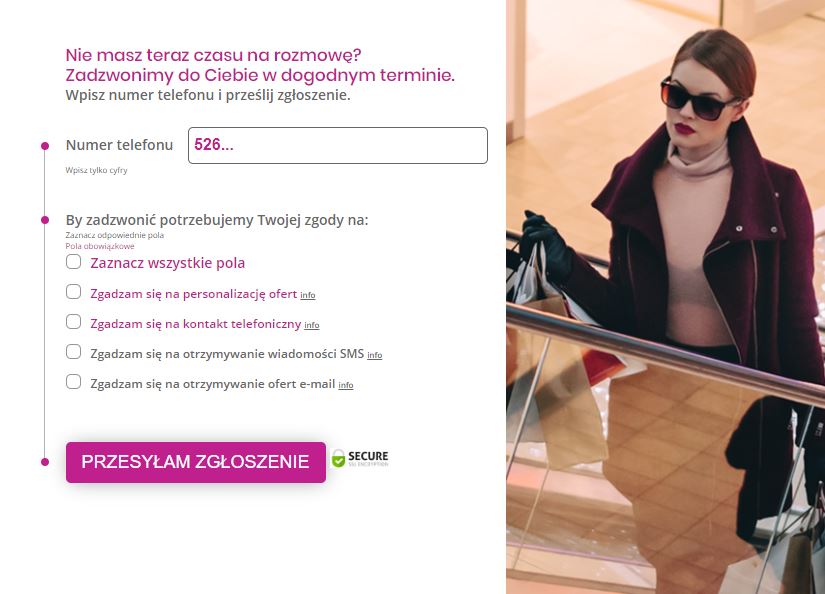 Nie masz teraz czasu na rozmowę?
Zadzwonimy do Ciebie w dogodnym terminie.
Wpisz numer telefonu i prześlij zgłoszenie.
Numer telefonu 526...
Wpisz tylko cyfry
By zadzwonić potrzebujemy Twojej zgody na:
Zaznacz odpowiednie pola
Pola obowiązkowe
Zaznacz wszystkie pola
Zgadzam się na personalizację ofert info
Zgadzam się na kontakt telefoniczny info
Zgadzam się na otrzymywanie wiadomości SMS info
Zgadzam się na otrzymywanie ofert e-mail info
PRZESYŁAM ZGŁOSZENIE
SECURE
SSL ENCRYPTION